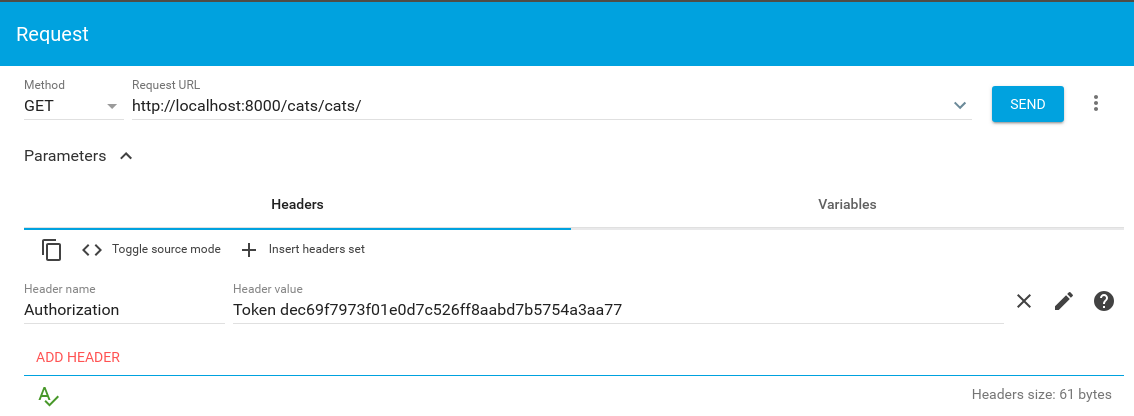 Request
Method
Request URL
GET
http://localhost:8000/cats/cats/
SEND
Parameters
Headers
Variables
Toggle source mode
Insert headers set
Header name
Header value
Authorization
Token dec69f7973f01e0d7c526ff8aabd7b5754a3aa77
ADD HEADER
Headers size: 61 bytes